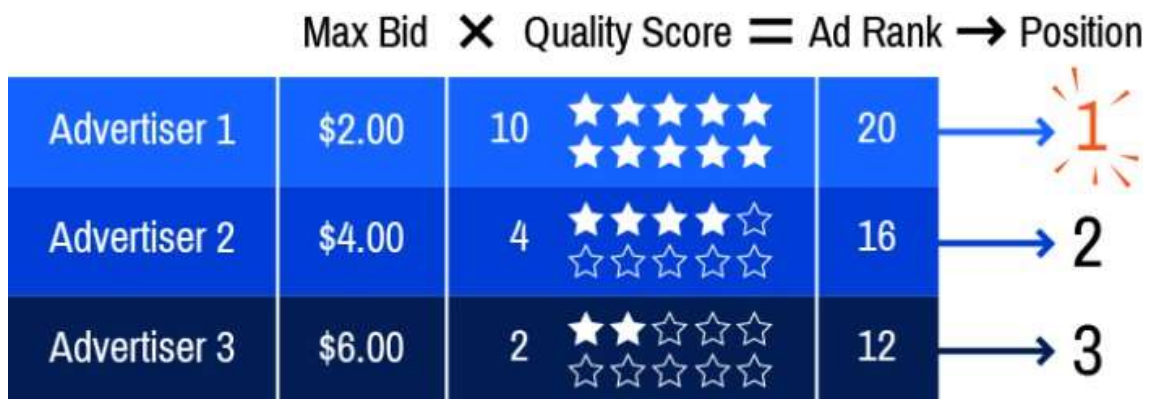 Max Bid × Quality Score = Ad Rank → Position
Advertiser 1 $2.00 10 20 1
Advertiser 2 $4.00 4 16 2
Advertiser 3 $6.00 2 12 3